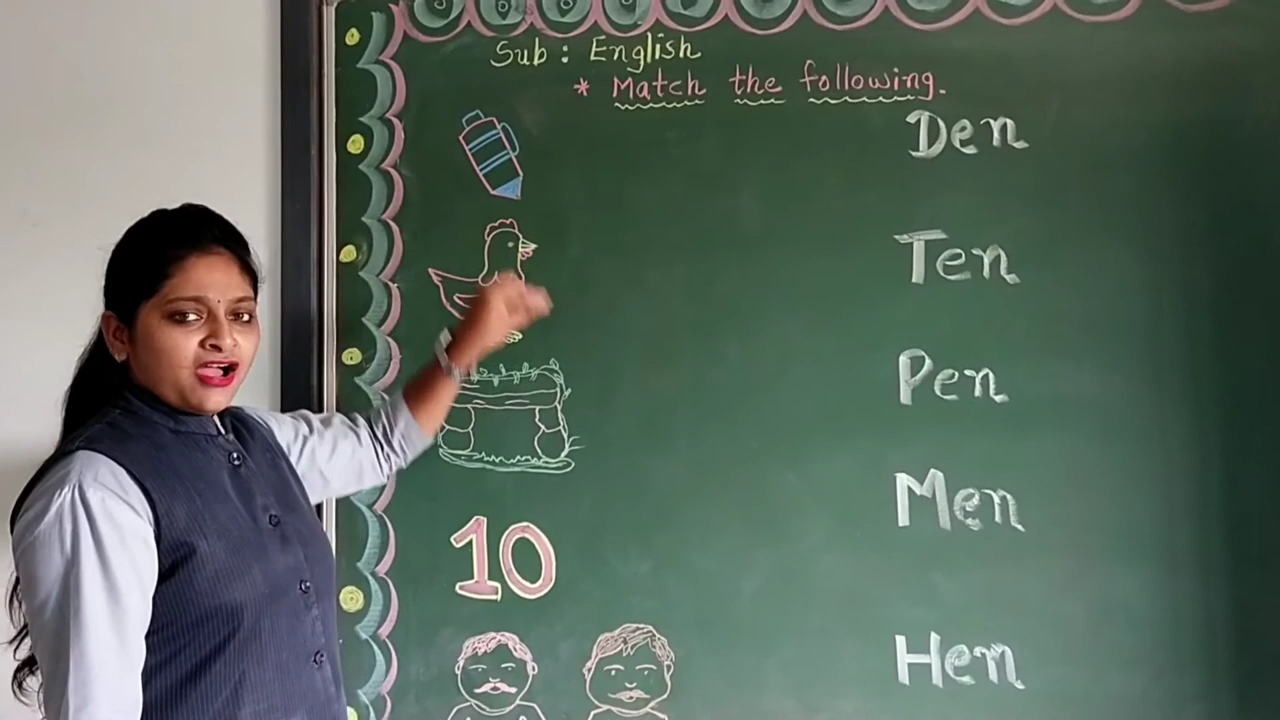 Sub : English
* Match the following.
Den
Ten
Pen
10
Men
Hen